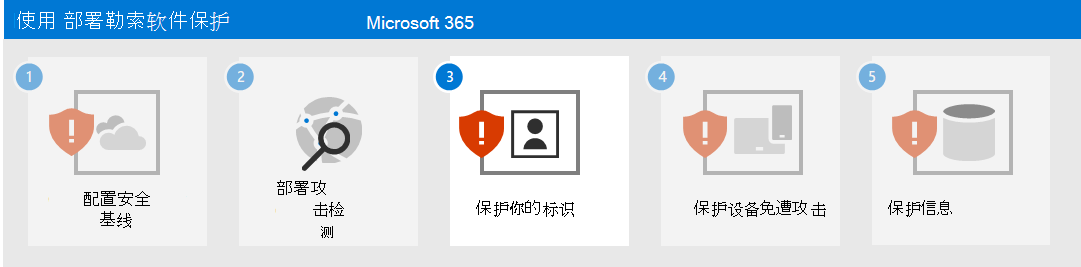 使用 部署勒索软件保护 Microsoft 365
1
2
3
4
5
配置安全
基线
部署攻
击检
测
保护你的标识
保护设备免遭攻击
保护信息